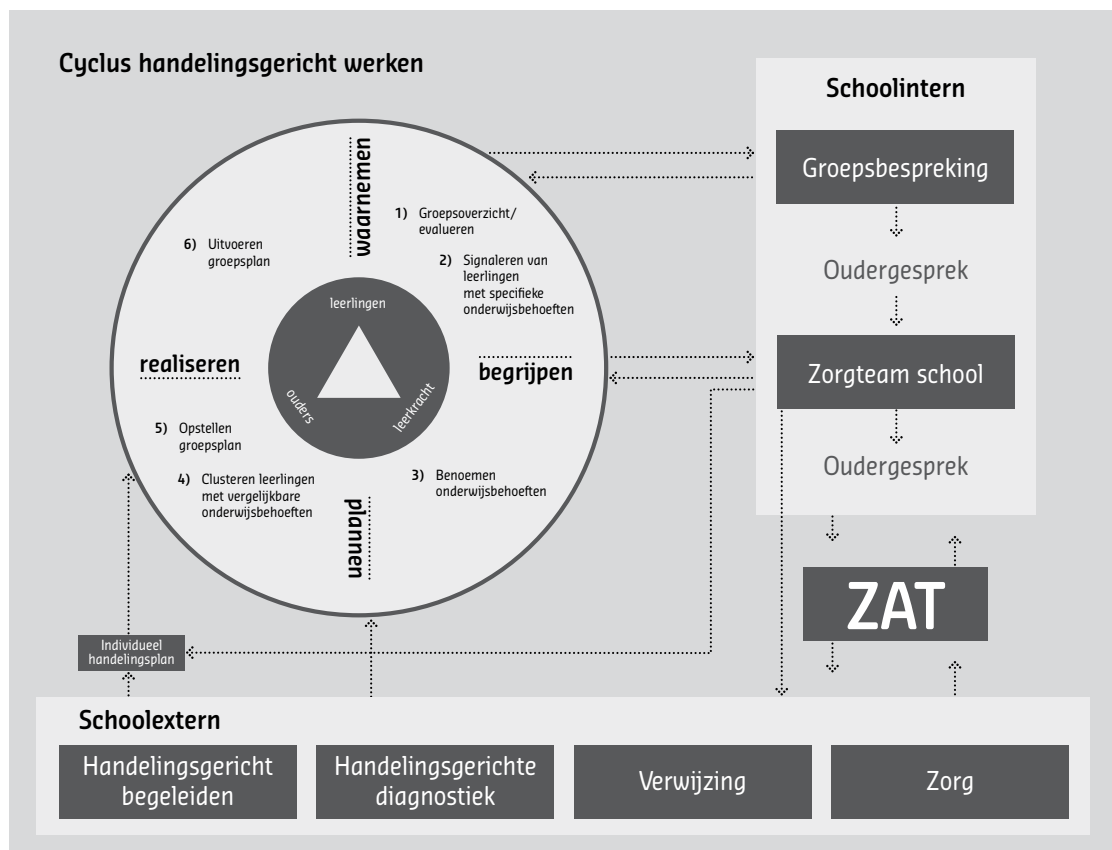 Cyclus handelingsgericht werken
waarnemen
1) Groepsoverzicht/
evalueren
2) Signaleren van
leerlingen
met specifieke
onderwijsbehoeften
begrijpen
3) Benoemen
onderwijsbehoeften
plannen
4) Clusteren leerlingen
met vergelijkbare
onderwijsbehoeften
5) Opstellen
groepsplan
realiseren
6) Uitvoeren
groepsplan
leerlingen
ouders
leerkracht
Schoolintern
Groepsbespreking
Oudergesprek
Zorgteam school
Oudergesprek
ZAT
Individueel
handelingsplan
Schoolextern
Handelingsgericht
begeleiden
Handelingsgerichte
diagnostiek
Verwijzing
Zorg